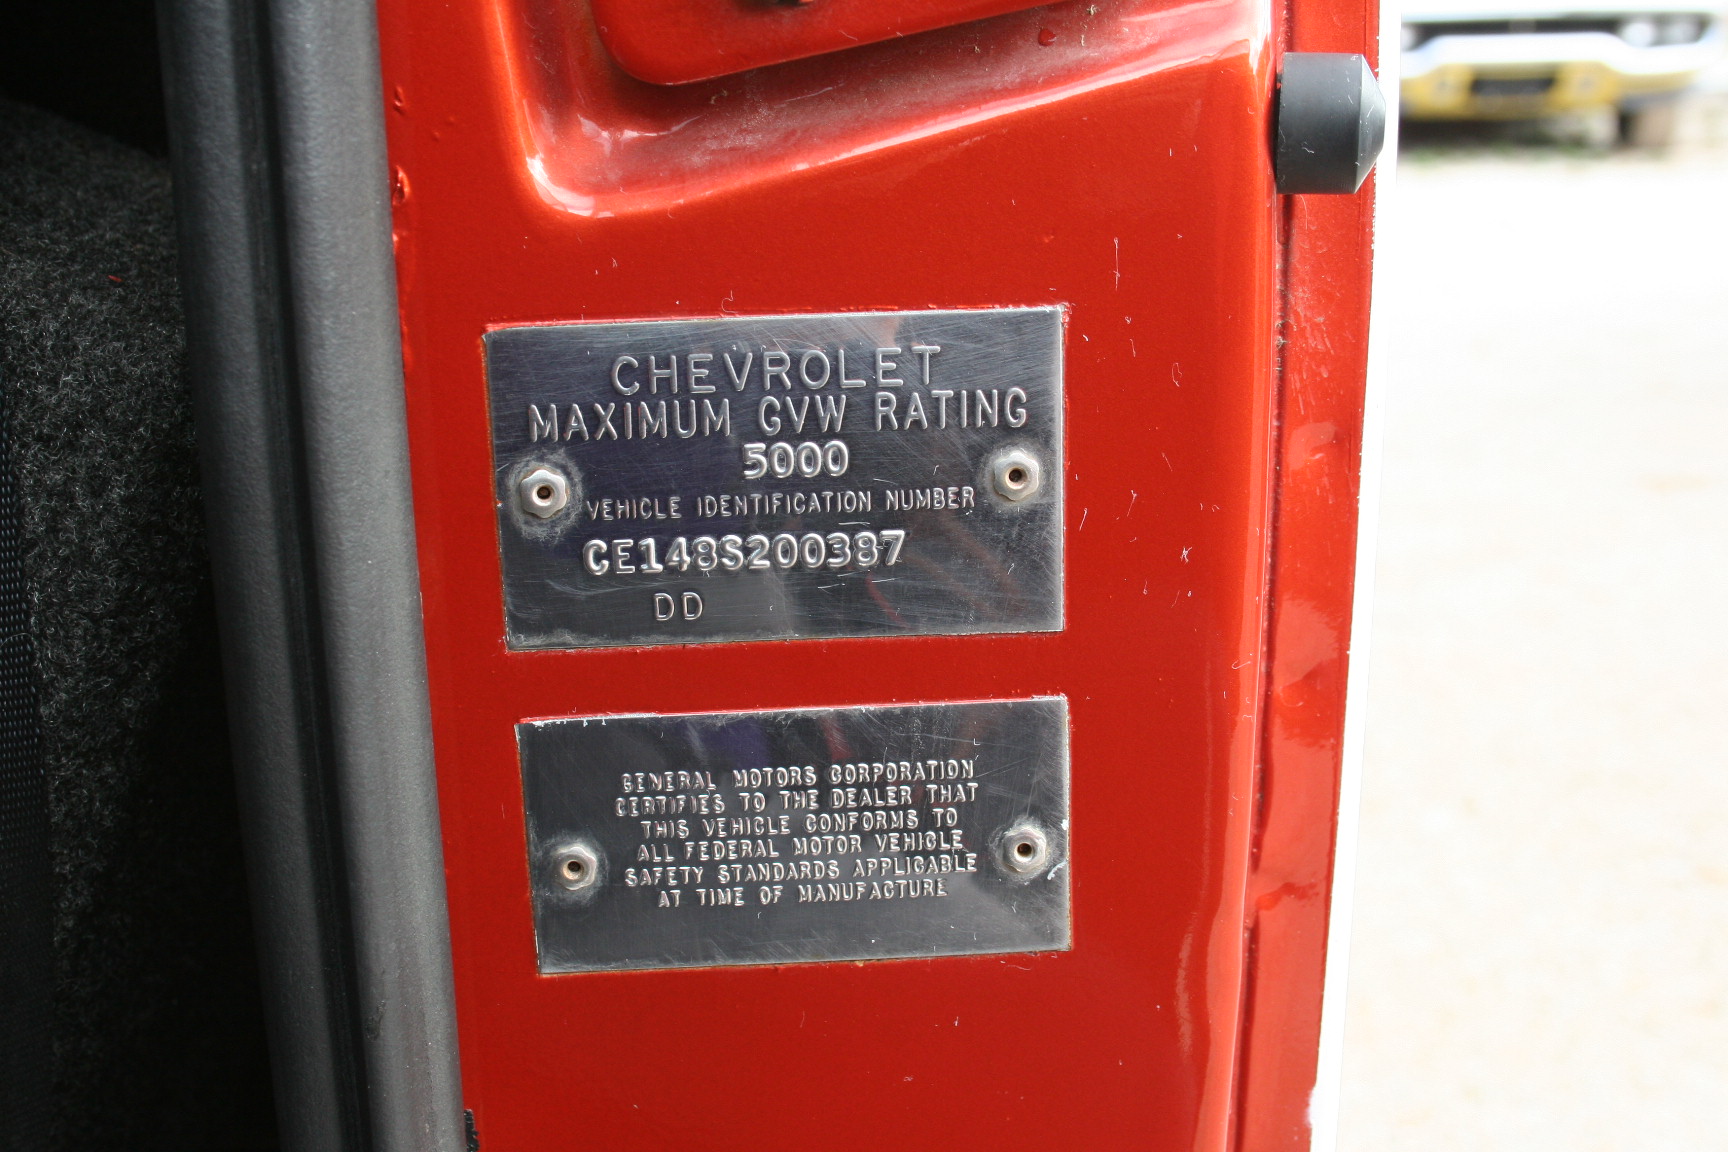 CHEVROLET
MAXIMUM GVW RATING
5000
VEHICLE IDENTIFICATION NUMBER
CE148S200387
DD
GENERAL MOTORS CORPORATION
CERTIFIES TO THE DEALER THAT
THIS VEHICLE CONFORMS TO
ALL FEDERAL MOTOR VEHICLE
SAFETY STANDARDS APPLICABLE
AT TIME OF MANUFACTURE